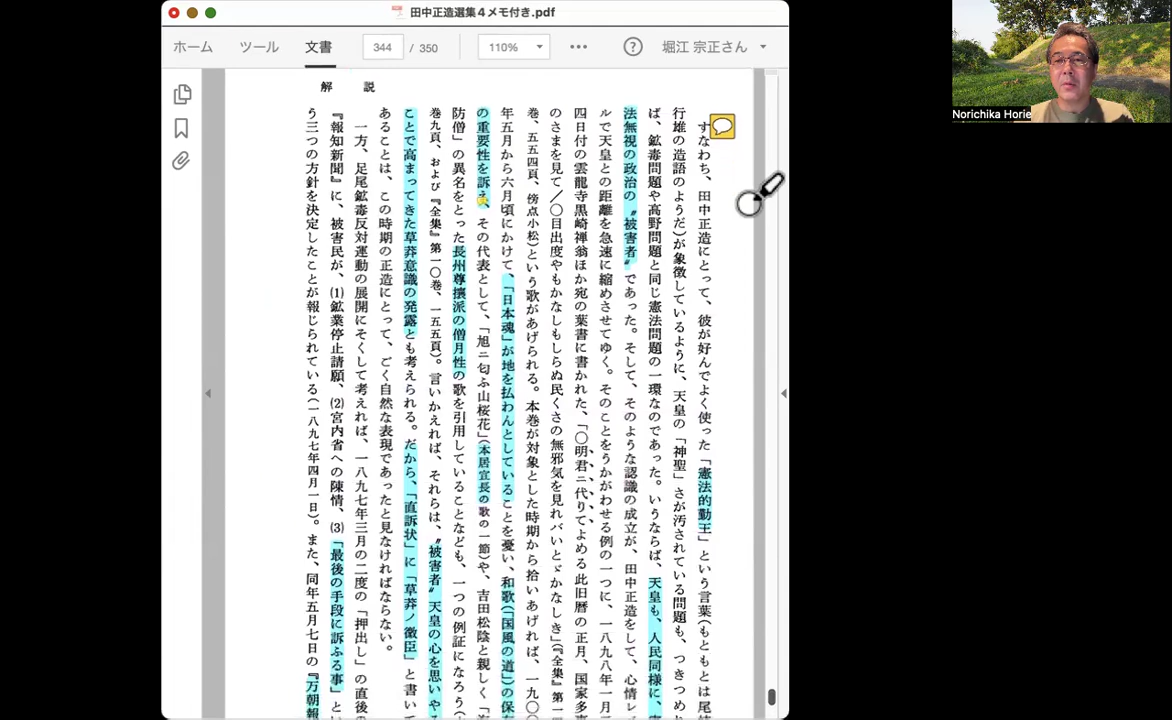 田中正造選集4メモ付き.pdf
ホーム
ツール
文書
344
/ 350
110%
堀江 宗正さん
Norichika Horie
解 説
すなわち、田中正造にとって、彼が好んでよく使った「憲法的勤王」という言葉(もともとは尾崎
行雄の造語のようだ)が象徴しているように、天皇の「神聖」さが汚されている問題も、つきつめれ
ば、鉱毒問題や高野問題と同じ憲法問題の一環なのであった。いうならば、天皇も、人民同様に、憲
法無視の政治の〝被害者〟であった。そして、そのような認識の成立が、田中正造をして、心情レベ
ルで天皇との距離を急速に縮めさせてゆく。そのことをうかがわせる例の一つに、一八九八年一月二
四日付の雲龍寺黒崎禅翁ほか宛の葉書に書かれた、「〇明君ニ代りてよめる此旧暦の正月、国家多事
のさまを見て/〇目出度やもかなしもしらぬ民くさの無邪気を見れバいとゞかなしき」(『全集』第一四
巻、五五四頁、傍点小松)という歌があげられる。本巻が対象とした時期から拾いあげれば、一九〇〇
年五月から六月頃にかけて、「日本魂」が地を払わんとしていることを憂い、和歌(「国風の道」)の保存
の重要性を訴え、その代表として、「旭ニ匂ふ山桜花」(本居宣長の歌の一節)や、吉田松陰と親しく「海
防僧」の異名をとった長州尊攘派の僧月性の歌を引用していることなども、一つの例証になろう(
巻九頁、および『全集』第一〇巻、一五五頁)。言いかえれば、それらは、〝被害者〟天皇の心を思いやる
ことで高まってきた草莽意識の発露とも考えられる。だから、「直訴状」に「草莽ノ微臣」と書いて
あることは、この時期の正造にとって、ごく自然な表現であったと見なければならない。
一方、足尾鉱毒反対運動の展開にそくして考えれば、一八九七年三月の二度の「押出し」の直後の
『報知新聞』に、被害民が、(1)鉱業停止請願、(2)宮内省への陳情、(3)「最後の手段に訴ふる事」とい
う三つの方針を決定したことが報じられている(一八九七年四月一日)。また、同年五月七日の『万朝報